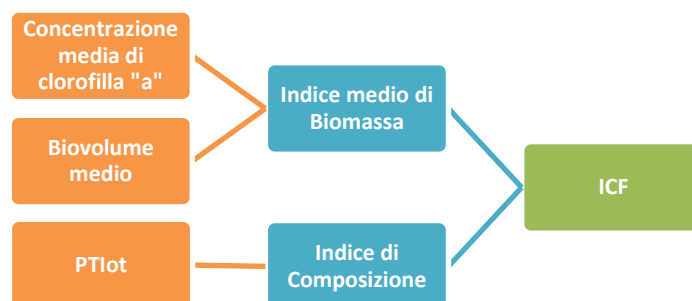 Concentrazione
media di
clorofilla "a"
Biovolume
medio
PTIot
Indice medio di
Biomassa
Indice di
Composizione
ICF